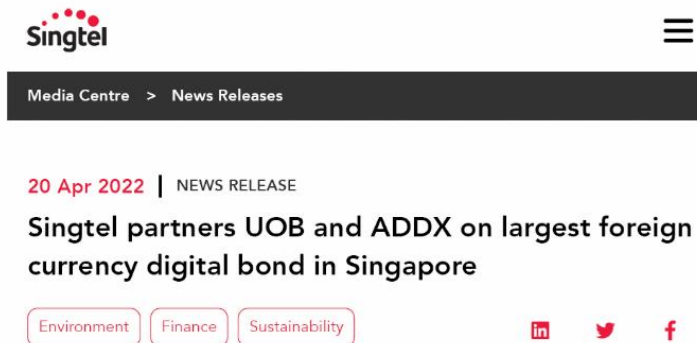 Singtel
Media Centre > News Releases
20 Apr 2022 | NEWS RELEASE
Singtel partners UOB and ADDX on largest foreign
currency digital bond in Singapore
Environment Finance Sustainability